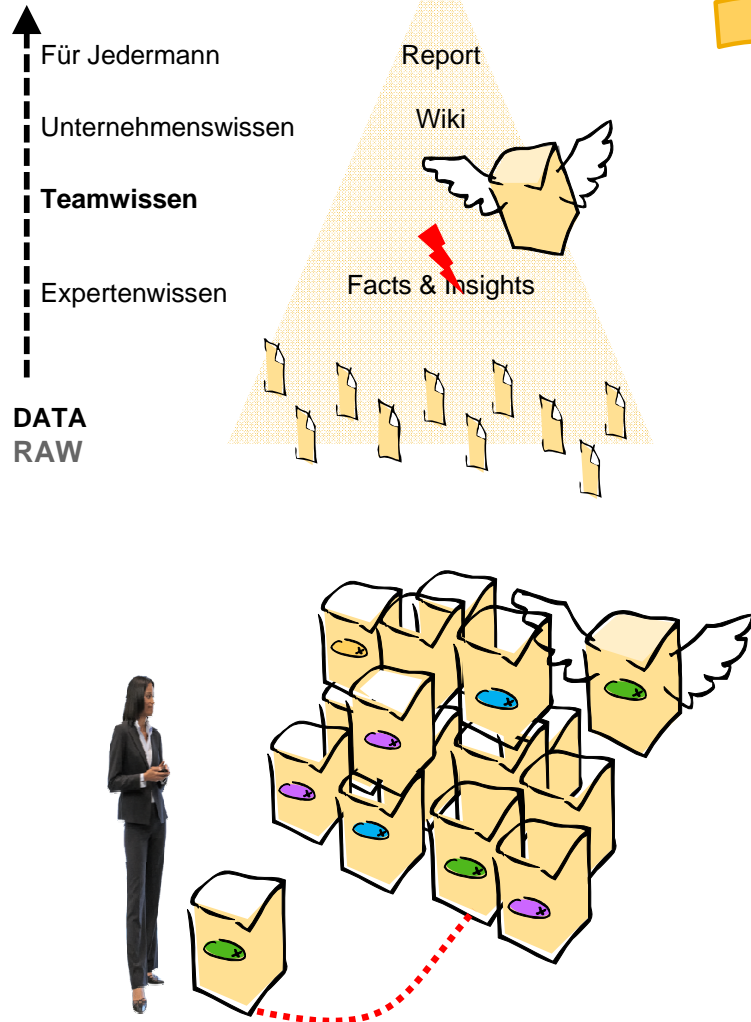 Für Jedermann
Report
Unternehmenswissen
Wiki
Teamwissen
Expertenwissen
Facts & Insights
DATA
RAW